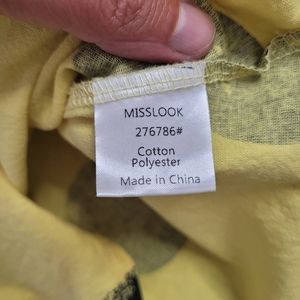 MISSLOOK
276786#
Cotton
Polyester
Made in China